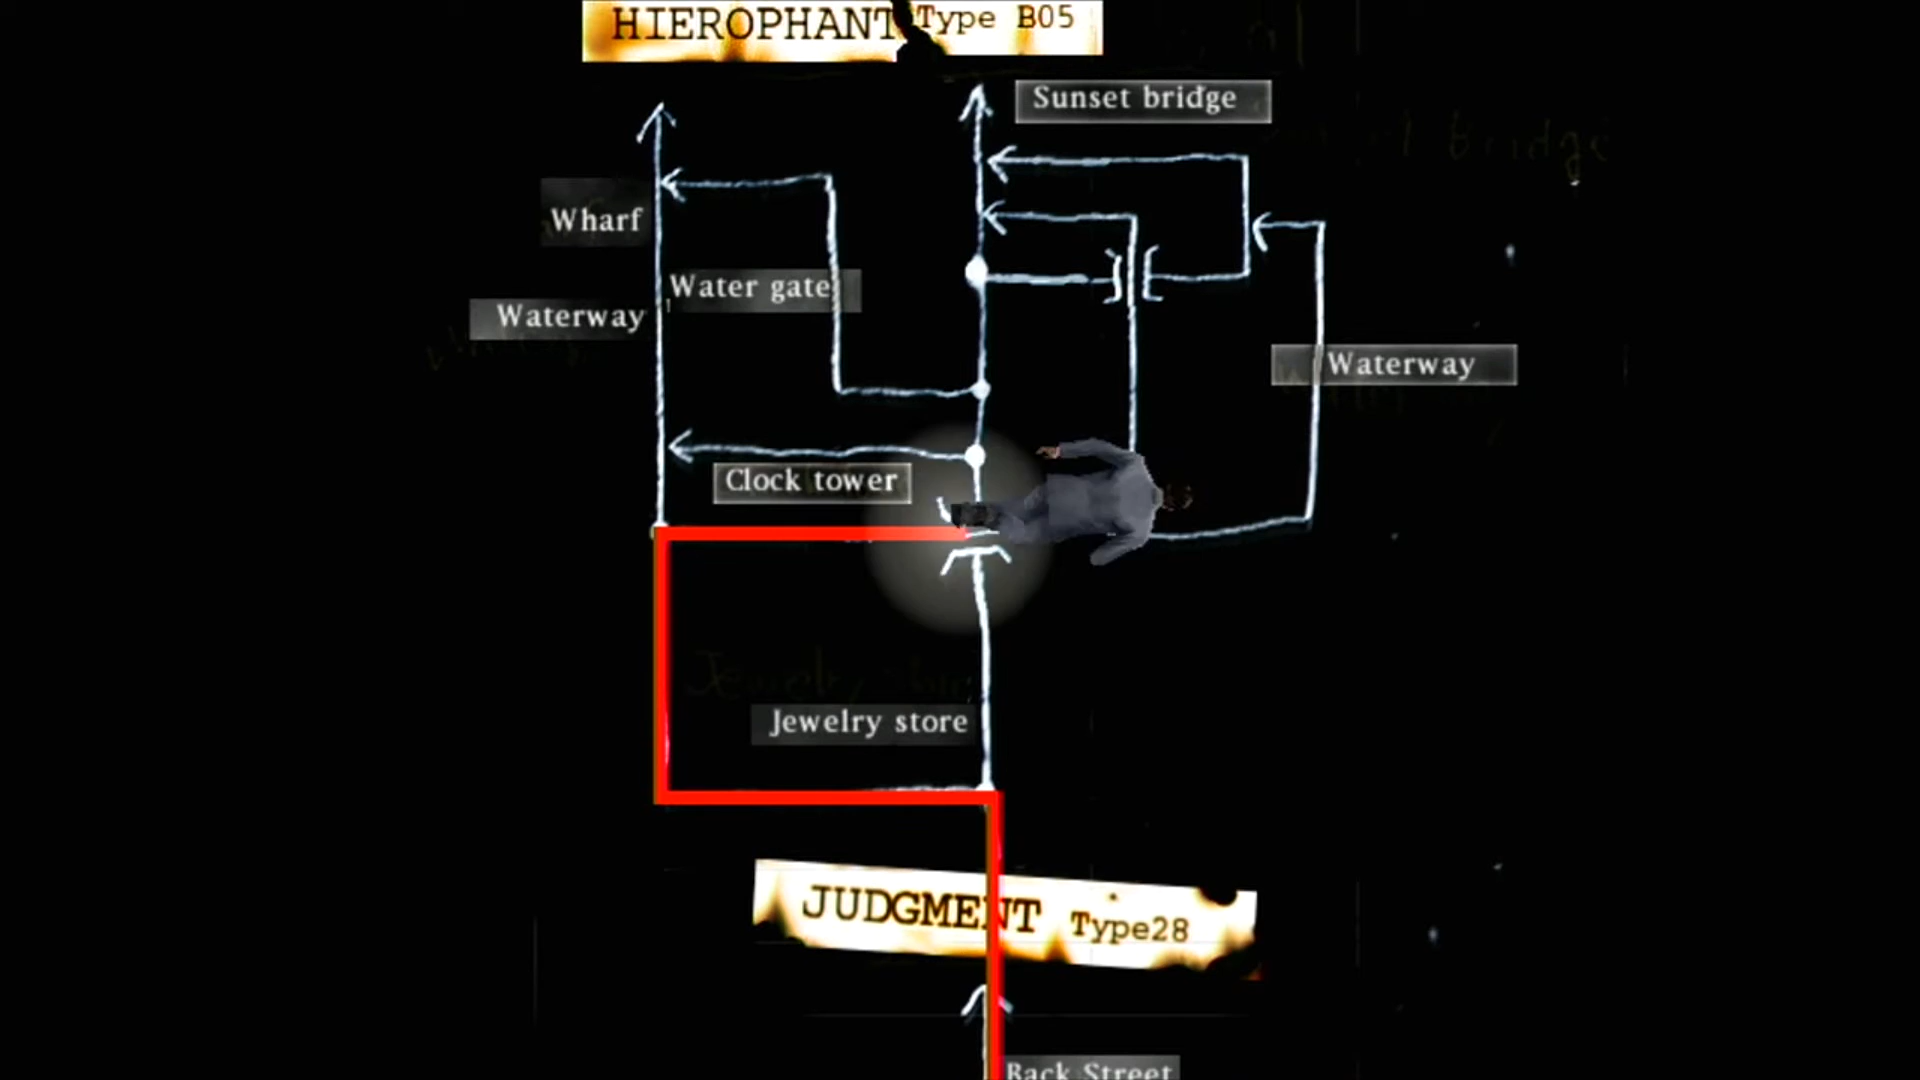 HIEROPHANT Type B05
Sunset bridge
Wharf
Water gate
Waterway
Waterway
Clock tower
Jewelry store
JUDGMENT Type28
Back Street